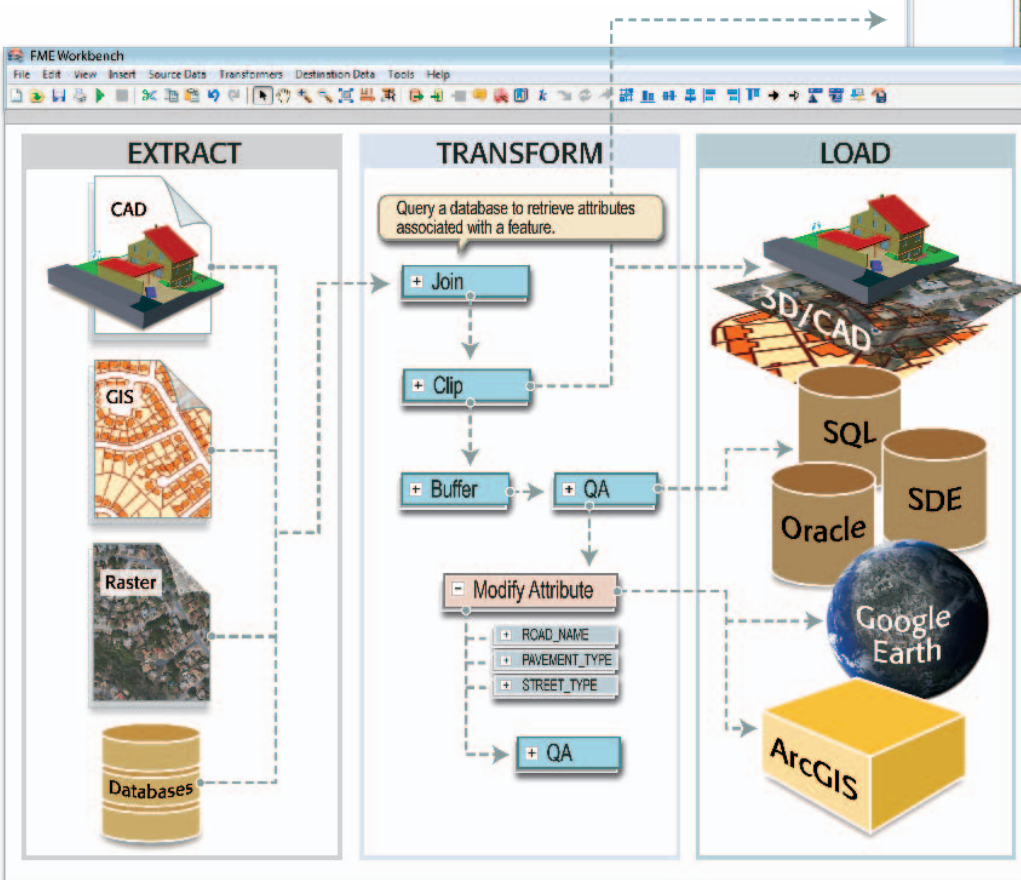 FME Workbench
File Edit View Insert Source Data Transformers Destination Data Tools Help
EXTRACT
CAD
GIS
Raster
Databases
TRANSFORM
Query a database to retrieve attributes
associated with a feature.
+ Join
+ Clip
+ Buffer
+ QA
- Modify Attribute
+ ROAD_NAME
+ PAVEMENT_TYPE
+ STREET_TYPE
+ QA
LOAD
3D/CAD
SQL
SDE
Oracle
Google
Earth
ArcGIS